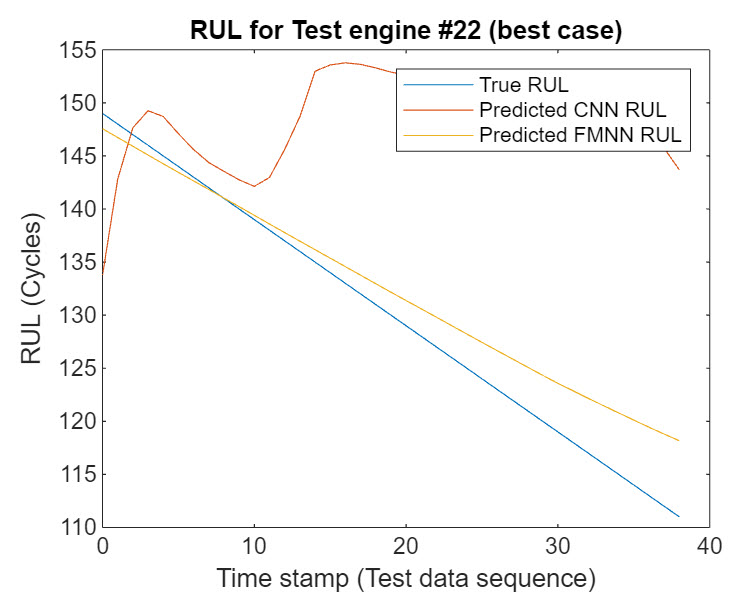 RUL for Test engine #22 (best case)
155
150
145
140
135
130
125
120
115
110
RUL (Cycles)
True RUL
Predicted CNN RUL
Predicted FMNN RUL
0
10
20
30
40
Time stamp (Test data sequence)